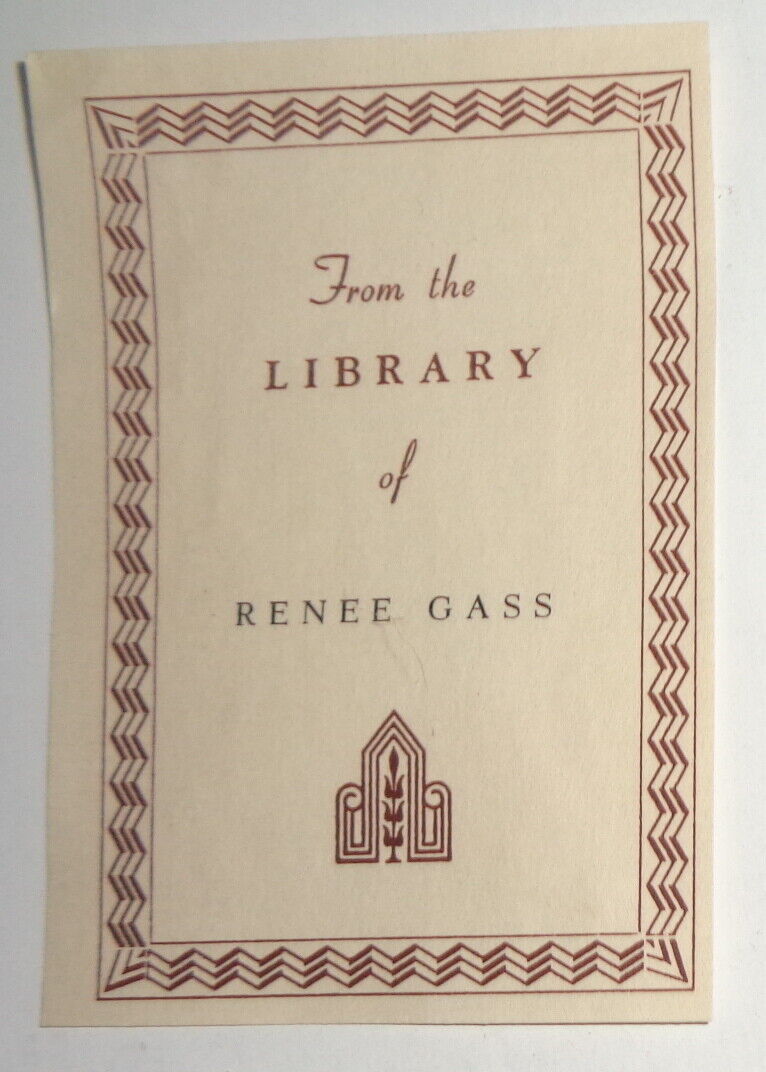 From the
LIBRARY
of
RENEE GASS